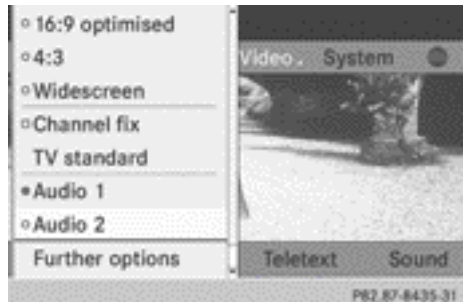 16:9 optimised
4:3
Widescreen
Channel fix
TV standard
Audio 1
Audio 2
Further options
Video System
Teletext Sound
P82.87-8435-31